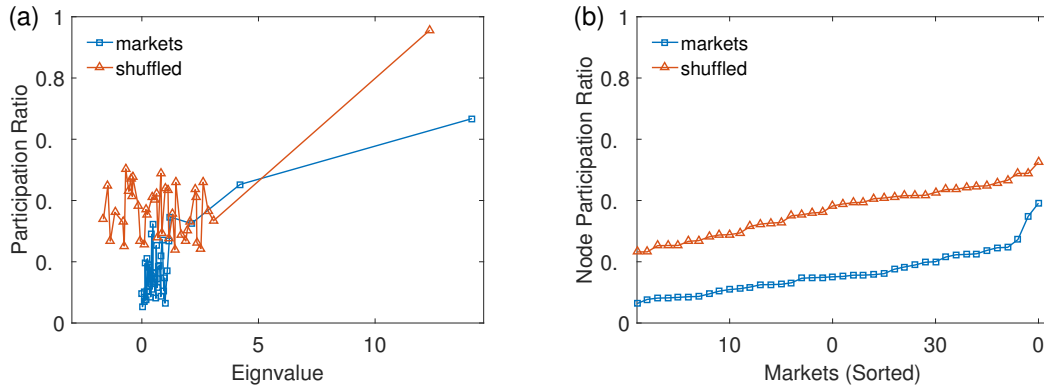 (a)
1
0.8
0.
0.
0.
0
Participation Ratio
markets
shuffled
0 5 10
Eignvalue
(b)
1
0.8
0.
0.
0.
0
Node Participation Ratio
markets
shuffled
10 0 30 0
Markets (Sorted)